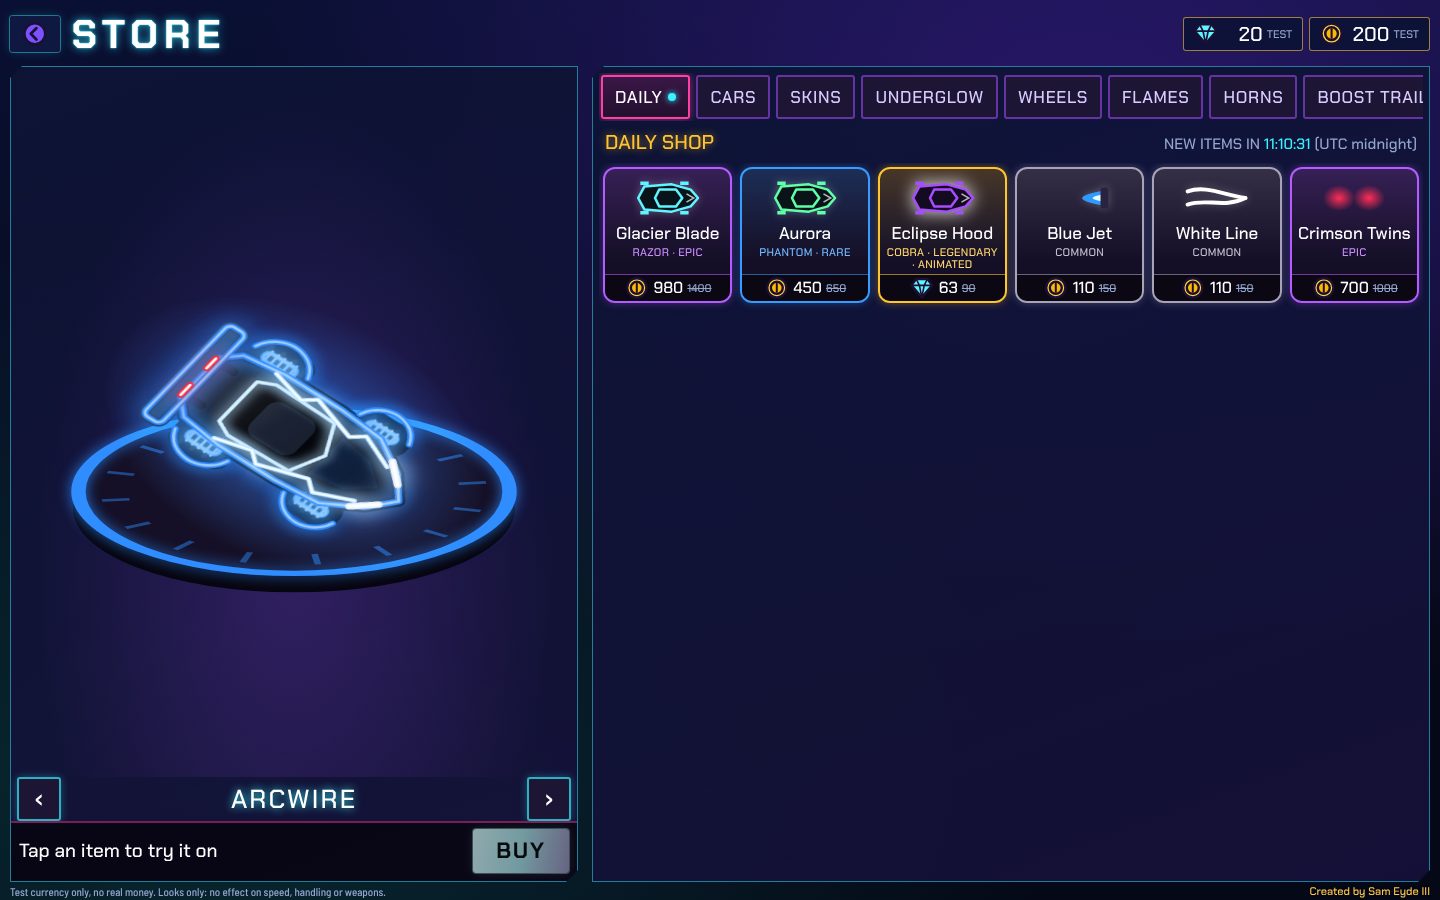 STORE
20 TEST
200 TEST
DAILY
CARS
SKINS
UNDERGLOW
WHEELS
FLAMES
HORNS
BOOST TRAIL
DAILY SHOP
NEW ITEMS IN 11:10:31 (UTC midnight)
Glacier Blade
RAZOR · EPIC
980 1400
Aurora
PHANTOM · RARE
450 650
Eclipse Hood
COBRA · LEGENDARY
· ANIMATED
63 90
Blue Jet
COMMON
110 150
White Line
COMMON
110 150
Crimson Twins
EPIC
700 1000
ARCWIRE
Tap an item to try it on
BUY
Test currency only, no real money. Looks only: no effect on speed, handling or weapons.
Created by Sam Eyde III